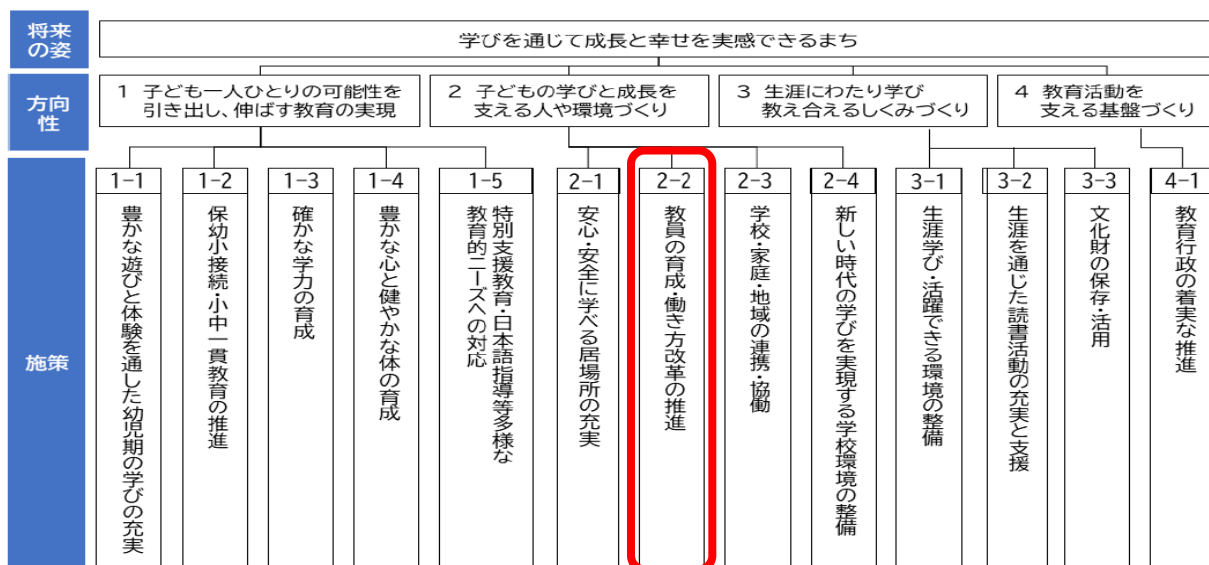 将来
の姿
学びを通じて成長と幸せを実感できるまち
方向
性
1 子ども一人ひとりの可能性を
引き出し、伸ばす教育の実現
2 子どもの学びと成長を
支える人や環境づくり
3 生涯にわたり学び
教え合えるしくみづくり
4 教育活動を
支える基盤づくり
施策
1-1
豊かな遊びと体験を通した幼児期の学びの充実
1-2
保幼小接続・小中一貫教育の推進
1-3
確かな学力の育成
1-4
豊かな心と健やかな体の育成
1-5
特別支援教育・日本語指導等多様な
教育的ニーズへの対応
2-1
安心・安全に学べる居場所の充実
2-2
教員の育成・働き方改革の推進
2-3
学校・家庭・地域の連携・協働
2-4
新しい時代の学びを実現する学校環境の整備
3-1
生涯学び・活躍できる環境の整備
3-2
生涯を通じた読書活動の充実と支援
3-3
文化財の保存・活用
4-1
教育行政の着実な推進